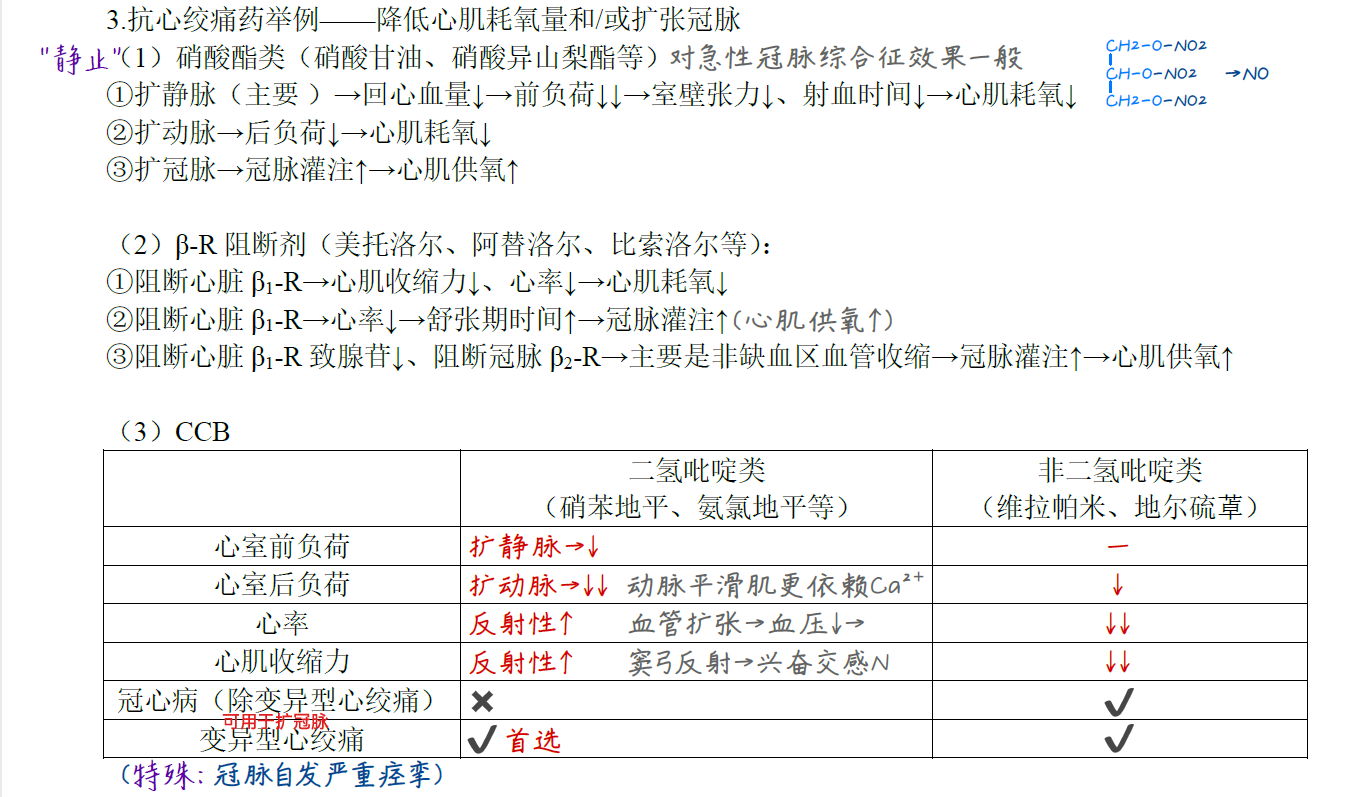 3.抗心绞痛药举例——降低心肌耗氧量和/或扩张冠脉
"静止"（1）硝酸酯类（硝酸甘油、硝酸异山梨酯等）对急性冠脉综合征效果一般
CH2-O-NO2
CH-O-NO2 →NO
CH2-O-NO2
①扩静脉（主要 ）→回心血量↓→前负荷↓↓→室壁张力↓、射血时间↓→心肌耗氧↓
②扩动脉→后负荷↓→心肌耗氧↓
③扩冠脉→冠脉灌注↑→心肌供氧↑
（2）β-R 阻断剂（美托洛尔、阿替洛尔、比索洛尔等）：
①阻断心脏 β₁-R→心肌收缩力↓、心率↓→心肌耗氧↓
②阻断心脏 β₁-R→心率↓→舒张期时间↑→冠脉灌注↑(心肌供氧↑)
③阻断心脏 β₁-R 致腺苷↓、阻断冠脉 β₂-R→主要是非缺血区血管收缩→冠脉灌注↑→心肌供氧↑
（3）CCB
二氢吡啶类 非二氢吡啶类
（硝苯地平、氨氯地平等） （维拉帕米、地尔硫䓬）
心室前负荷 扩静脉→↓ —
心室后负荷 扩动脉→↓↓ 动脉平滑肌更依赖Ca²⁺ ↓
心率 反射性↑ 血管扩张→血压↓→ ↓↓
心肌收缩力 反射性↑ 窦弓反射→兴奋交感N ↓↓
冠心病（除变异型心绞痛） ✖ ✔
可用于扩冠脉
变异型心绞痛 ✔首选 ✔
(特殊：冠脉自发严重痉挛)